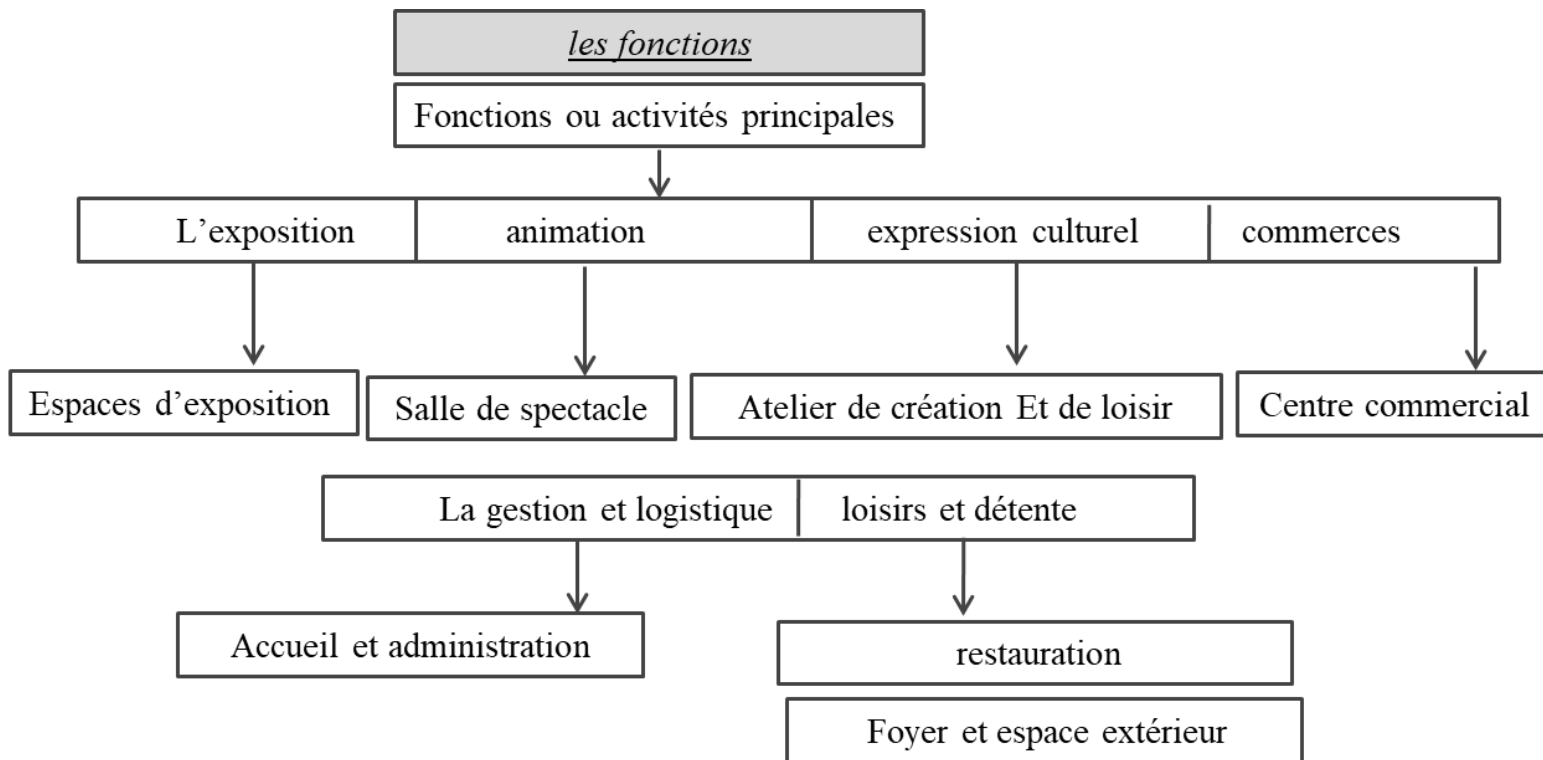 les fonctions
Fonctions ou activités principales
L’exposition animation expression culturel commerces
Espaces d’exposition Salle de spectacle Atelier de création Et de loisir Centre commercial
La gestion et logistique loisirs et détente
Accueil et administration restauration
Foyer et espace extérieur